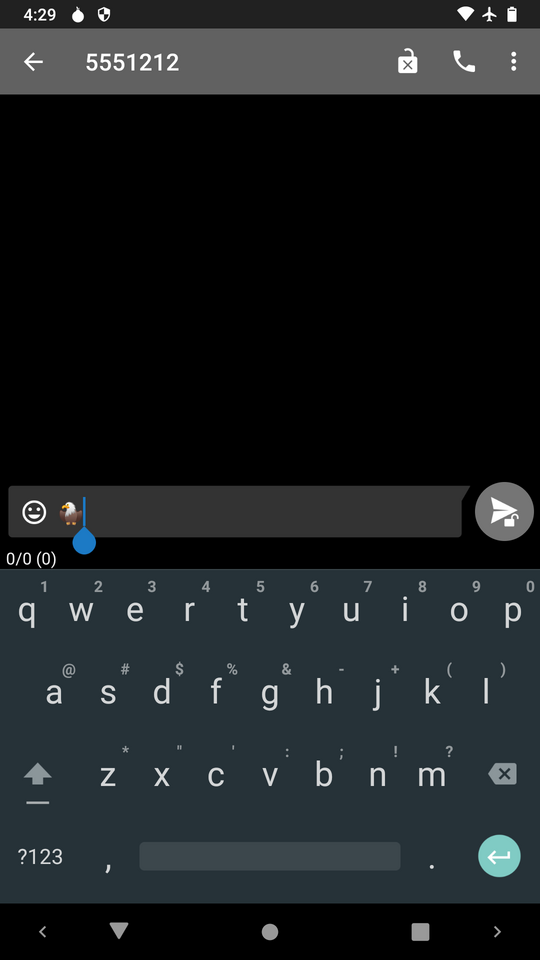 4:29
5551212
🦅
0/0 (0)
1 2 3 4 5 6 7 8 9 0
q w e r t y u i o p
@ # $ % & - + ( )
a s d f g h j k l
* " ' : ; ! ?
z x c v b n m
?123 , .